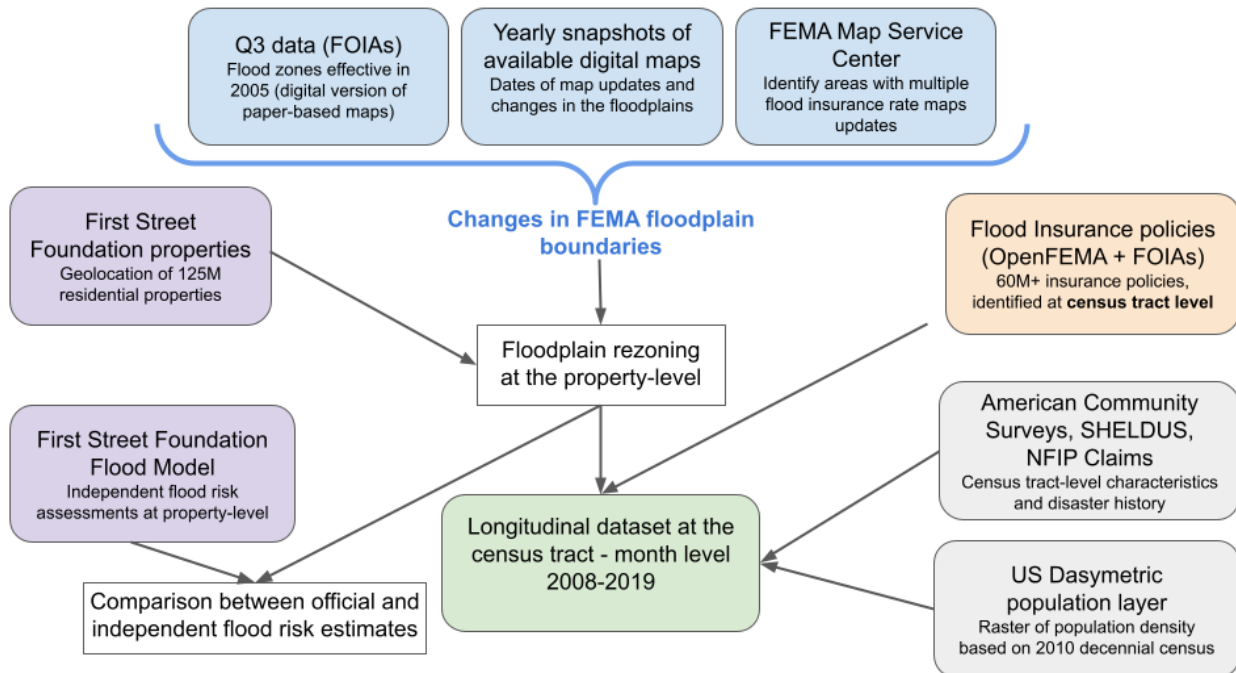 Q3 data (FOIAs)
Flood zones effective in
2005 (digital version of
paper-based maps)
Yearly snapshots of
available digital maps
Dates of map updates and
changes in the floodplains
FEMA Map Service
Center
Identify areas with multiple
flood insurance rate maps
updates
Changes in FEMA floodplain
boundaries
First Street
Foundation properties
Geolocation of 125M
residential properties
Flood Insurance policies
(OpenFEMA + FOIAs)
60M+ insurance policies,
identified at census tract level
Floodplain rezoning
at the property-level
First Street Foundation
Flood Model
Independent flood risk
assessments at property-level
American Community
Surveys, SHELDUS,
NFIP Claims
Census tract-level characteristics
and disaster history
Longitudinal dataset at the
census tract - month level
2008-2019
Comparison between official and
independent flood risk estimates
US Dasymetric
population layer
Raster of population density
based on 2010 decennial census